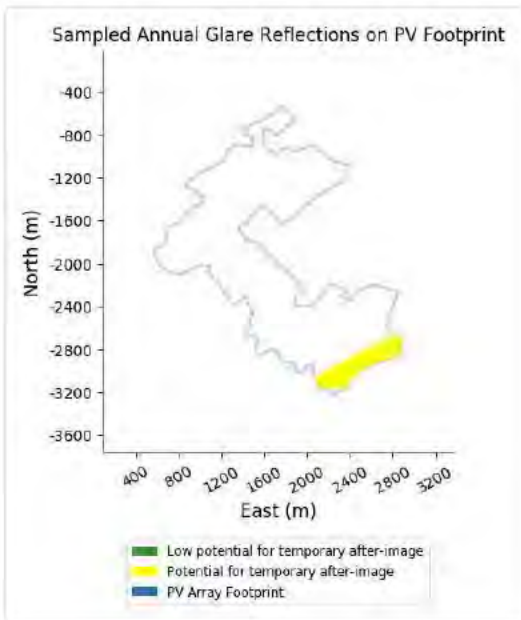 Sampled Annual Glare Reflections on PV Footprint
North (m)
-400
-800
-1200
-1600
-2000
-2400
-2800
-3200
-3600
400 800 1200 1600 2000 2400 2800 3200
East (m)
Low potential for temporary after-image
Potential for temporary after-image
PV Array Footprint